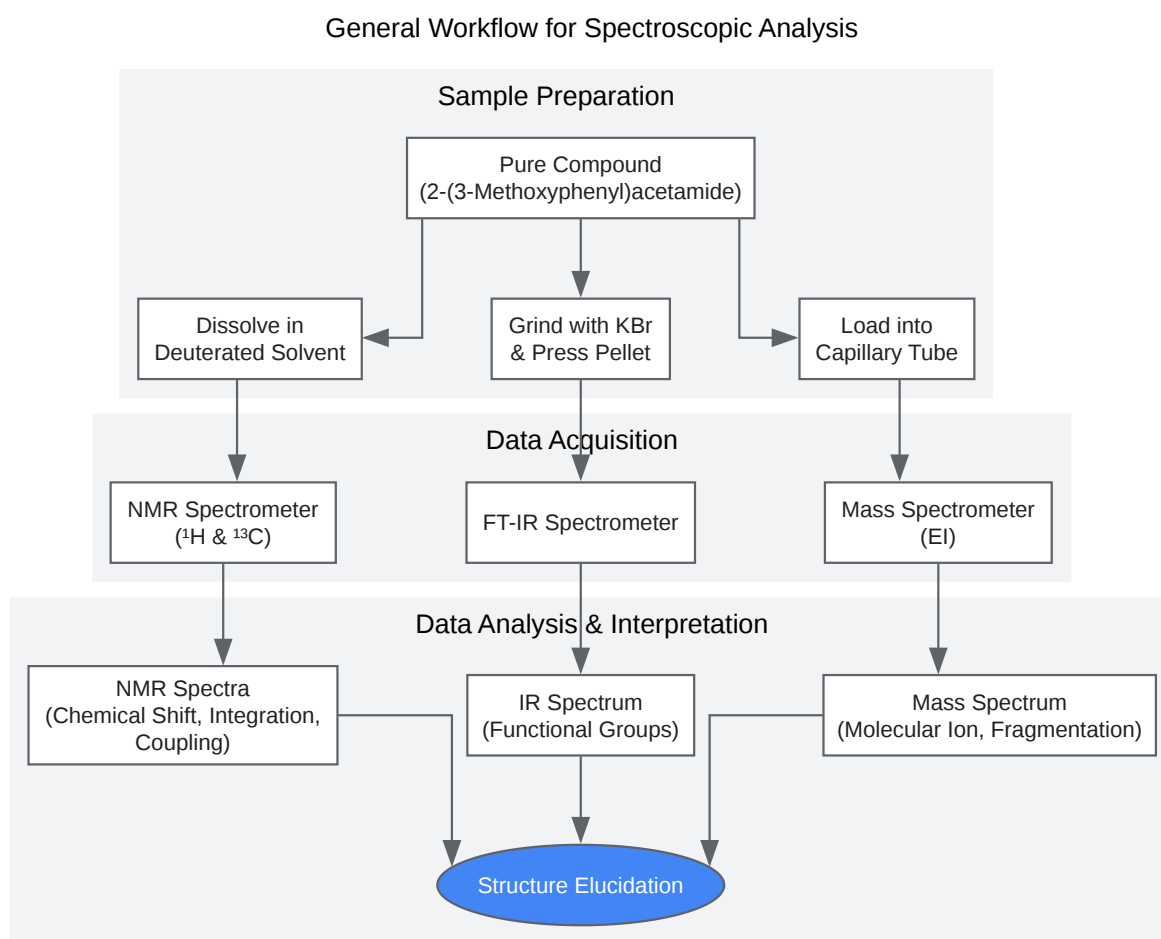 General Workflow for Spectroscopic Analysis
Sample Preparation
Pure Compound
(2-(3-Methoxyphenyl)acetamide)
Dissolve in
Deuterated Solvent
Grind with KBr
& Press Pellet
Load into
Capillary Tube
Data Acquisition
NMR Spectrometer
(¹H & ¹³C)
FT-IR Spectrometer
Mass Spectrometer
(EI)
Data Analysis & Interpretation
NMR Spectra
(Chemical Shift, Integration,
Coupling)
IR Spectrum
(Functional Groups)
Mass Spectrum
(Molecular Ion, Fragmentation)
Structure Elucidation